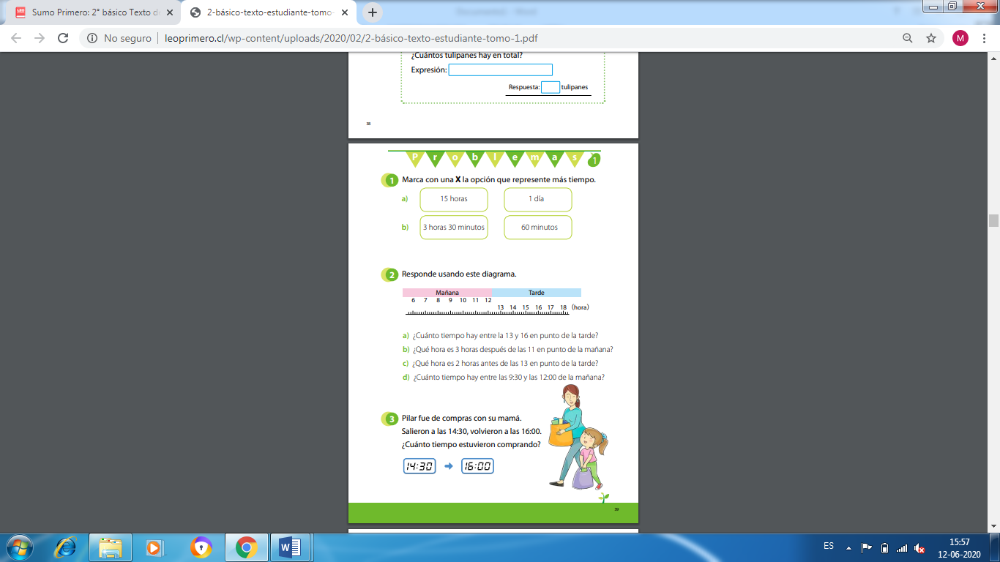 Sumo Primero: 2° básico Texto d
2-básico-texto-estudiante-tomo-
No seguro
leoprimero.cl/wp-content/uploads/2020/02/2-básico-texto-estudiante-tomo-1.pdf
M
¿Cuántos tulipanes hay en total?
Expresión:
Respuesta: tulipanes
38
Problemas 1
1 Marca con una X la opción que represente más tiempo.
a) 15 horas 1 día
b) 3 horas 30 minutos 60 minutos
2 Responde usando este diagrama.
Mañana Tarde
6 7 8 9 10 11 12
13 14 15 16 17 18 (hora)
a) ¿Cuánto tiempo hay entre la 13 y 16 en punto de la tarde?
b) ¿Qué hora es 3 horas después de las 11 en punto de la mañana?
c) ¿Qué hora es 2 horas antes de las 13 en punto de la tarde?
d) ¿Cuánto tiempo hay entre las 9:30 y las 12:00 de la mañana?
3 Pilar fue de compras con su mamá.
Salieron a las 14:30, volvieron a las 16:00.
¿Cuánto tiempo estuvieron comprando?
14:30 16:00
39
ES
15:57
12-06-2020